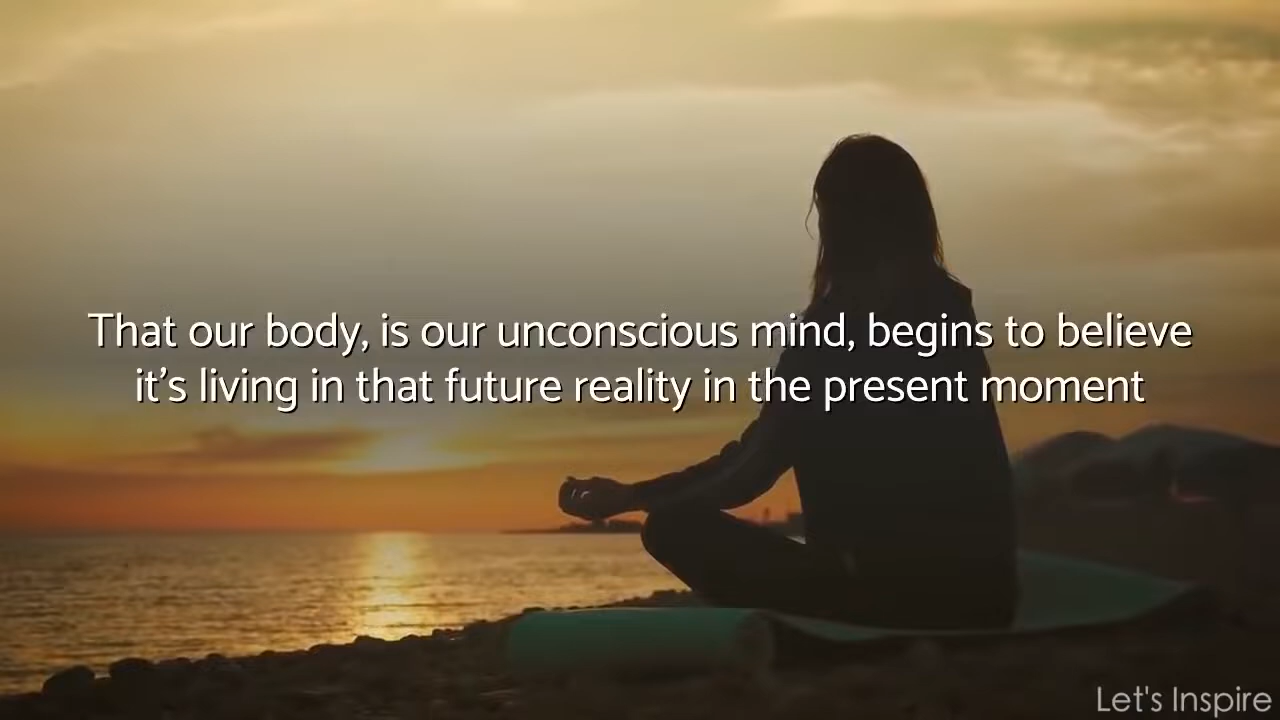 That our body, is our unconscious mind, begins to believe
it's living in that future reality in the present moment
Let's Inspire